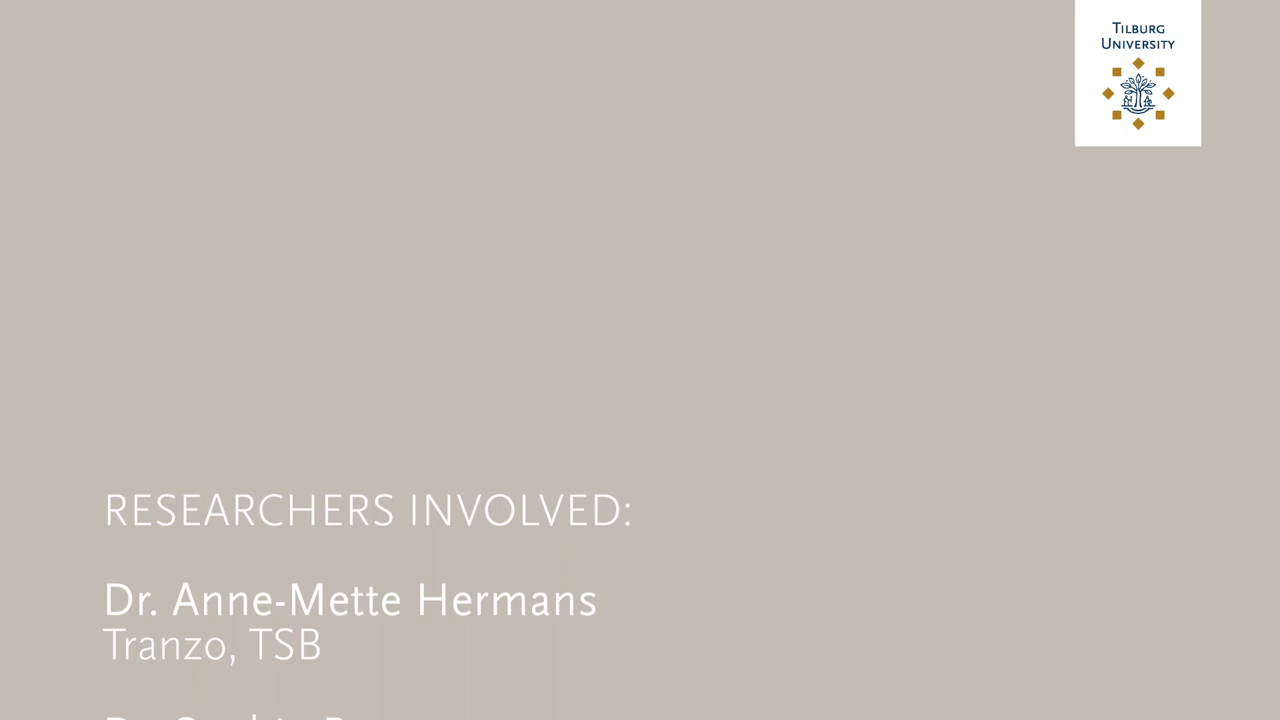 TILBURG
UNIVERSITY
RESEARCHERS INVOLVED:
Dr. Anne-Mette Hermans
Tranzo, TSB